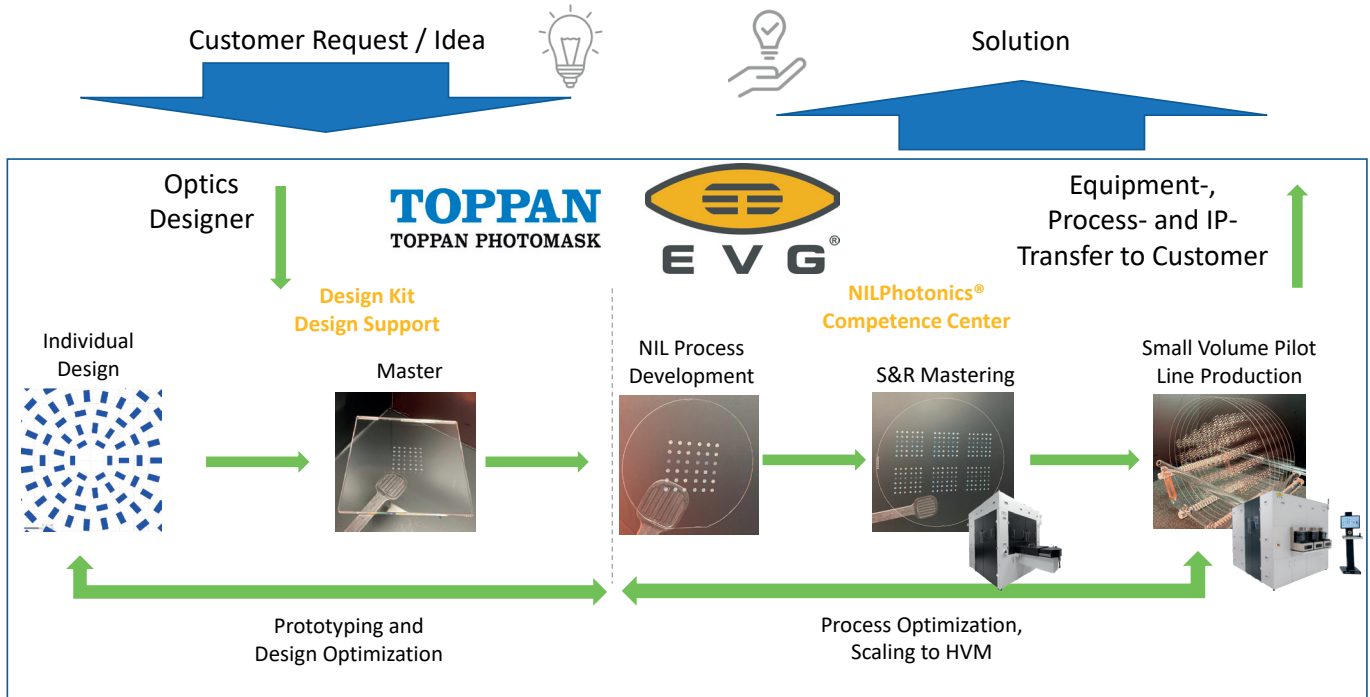 Customer Request / Idea
Solution
Optics
Designer
TOPPAN
TOPPAN PHOTOMASK
EVG®
Equipment-,
Process- and IP-
Transfer to Customer
Design Kit
Design Support
NILPhotonics®
Competence Center
Individual
Design
Master
NIL Process
Development
S&R Mastering
Small Volume Pilot
Line Production
Prototyping and
Design Optimization
Process Optimization,
Scaling to HVM